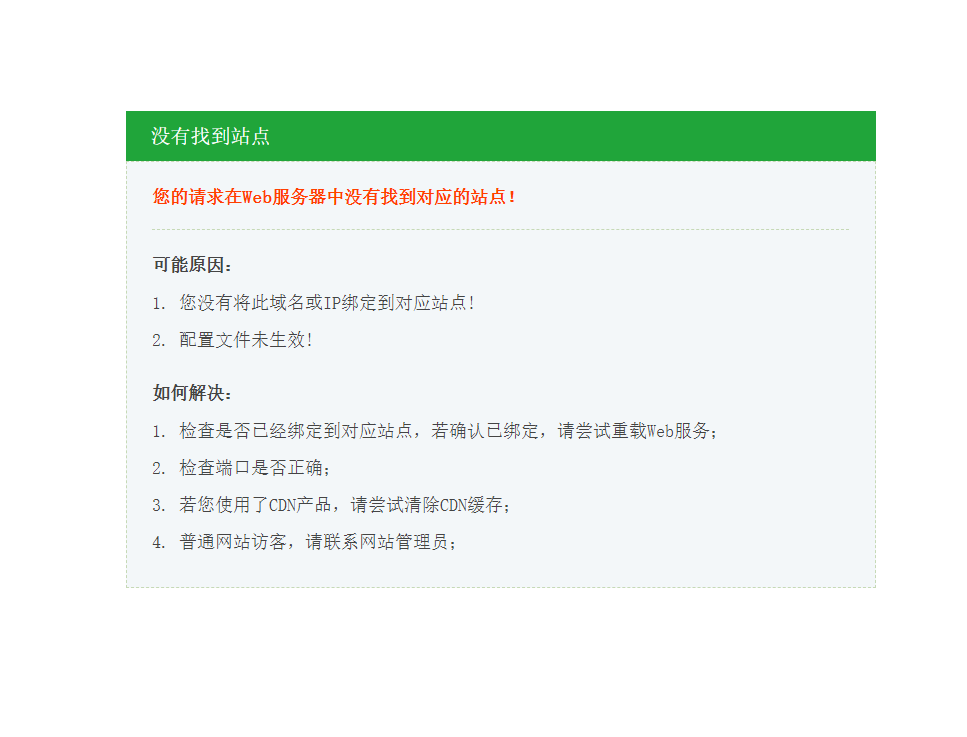 没有找到站点
您的请求在Web服务器中没有找到对应的站点！
可能原因：
1. 您没有将此域名或IP绑定到对应站点!
2. 配置文件未生效!
如何解决：
1. 检查是否已经绑定到对应站点，若确认已绑定，请尝试重载Web服务；
2. 检查端口是否正确；
3. 若您使用了CDN产品，请尝试清除CDN缓存；
4. 普通网站访客，请联系网站管理员；